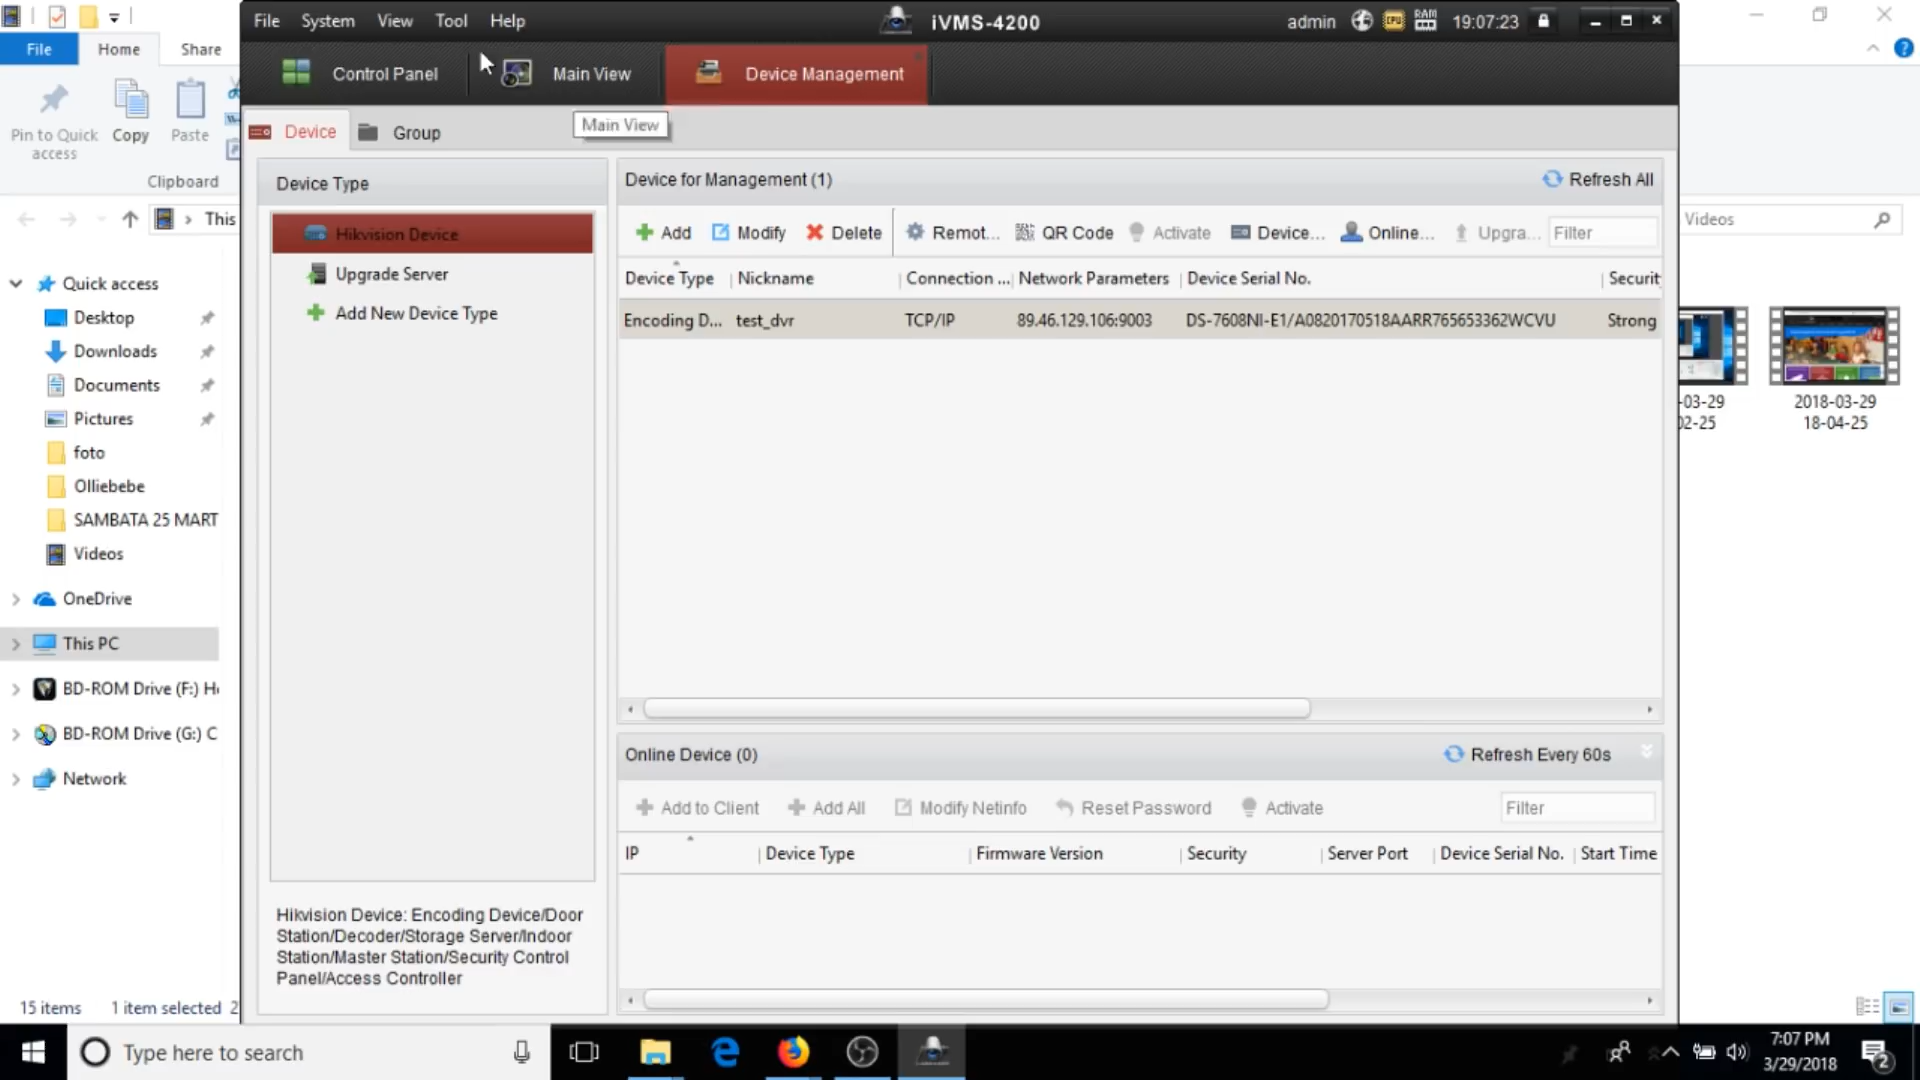 File System View Tool Help
iVMS-4200
admin CPU RAM 19:07:23
File Home Share
Control Panel Main View Device Management
Pin to Quick
access
Copy
Paste
Clipboard
Device Group
Main View
Device Type
Hikvision Device
Upgrade Server
Add New Device Type
Hikvision Device: Encoding Device/Door
Station/Decoder/Storage Server/Indoor
Station/Master Station/Security Control
Panel/Access Controller
Device for Management (1) Refresh All
Add Modify Delete Remot... QR Code Activate Device... Online... Upgra... Filter
Device Type Nickname Connection ... Network Parameters Device Serial No. Securit
Encoding D... test_dvr TCP/IP 89.46.129.106:9003 DS-7608NI-E1/A0820170518AARR765653362WCVU Strong
Online Device (0) Refresh Every 60s
Add to Client Add All Modify Netinfo Reset Password Activate Filter
IP Device Type Firmware Version Security Server Port Device Serial No. Start Time
This
Quick access
Desktop
Downloads
Documents
Pictures
foto
Olliebebe
SAMBATA 25 MART
Videos
OneDrive
This PC
BD-ROM Drive (F:) H
BD-ROM Drive (G:) C
Network
15 items 1 item selected 2
Videos
-03-29
02-25
2018-03-29
18-04-25
Type here to search
7:07 PM
3/29/2018
2